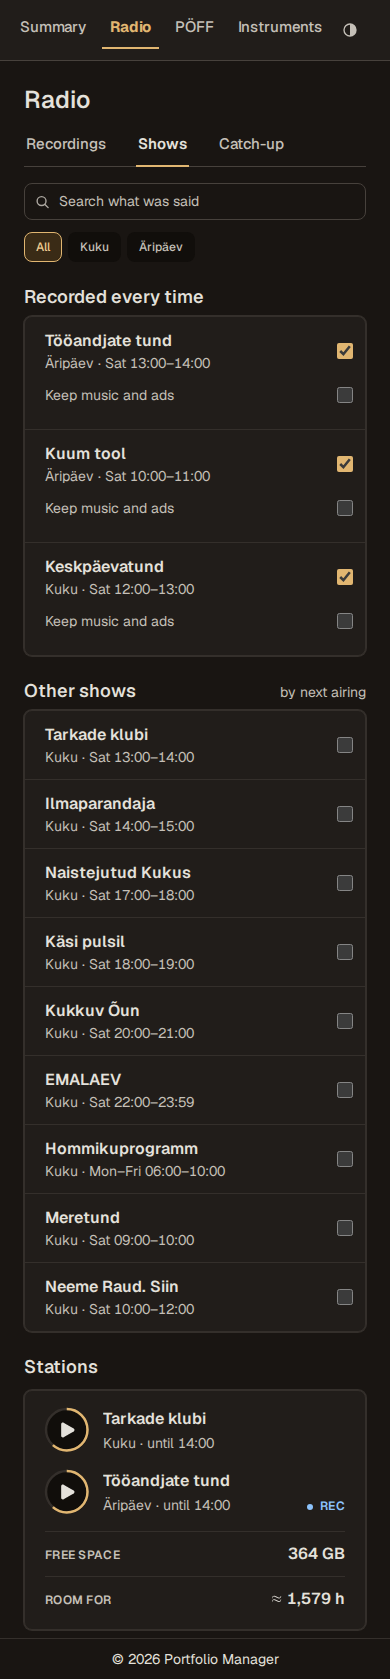 Summary Radio PÖFF Instruments
Radio
Recordings Shows Catch-up
Search what was said
All Kuku Äripäev
Recorded every time
Tööandjate tund
Äripäev · Sat 13:00–14:00
Keep music and ads
Kuum tool
Äripäev · Sat 10:00–11:00
Keep music and ads
Keskpäevatund
Kuku · Sat 12:00–13:00
Keep music and ads
Other shows by next airing
Tarkade klubi
Kuku · Sat 13:00–14:00
Ilmaparandaja
Kuku · Sat 14:00–15:00
Naistejutud Kukus
Kuku · Sat 17:00–18:00
Käsi pulsil
Kuku · Sat 18:00–19:00
Kukkuv Õun
Kuku · Sat 20:00–21:00
EMALAEV
Kuku · Sat 22:00–23:59
Hommikuprogramm
Kuku · Mon–Fri 06:00–10:00
Meretund
Kuku · Sat 09:00–10:00
Neeme Raud. Siin
Kuku · Sat 10:00–12:00
Stations
Tarkade klubi
Kuku · until 14:00
Tööandjate tund
Äripäev · until 14:00 REC
FREE SPACE 364 GB
ROOM FOR ≈ 1,579 h
© 2026 Portfolio Manager